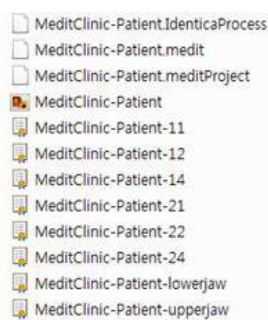 MeditClinic-Patient.IdenticaProcess
MeditClinic-Patient.medit
MeditClinic-Patient.meditProject
MeditClinic-Patient
MeditClinic-Patient-11
MeditClinic-Patient-12
MeditClinic-Patient-14
MeditClinic-Patient-21
MeditClinic-Patient-22
MeditClinic-Patient-24
MeditClinic-Patient-lowerjaw
MeditClinic-Patient-upperjaw